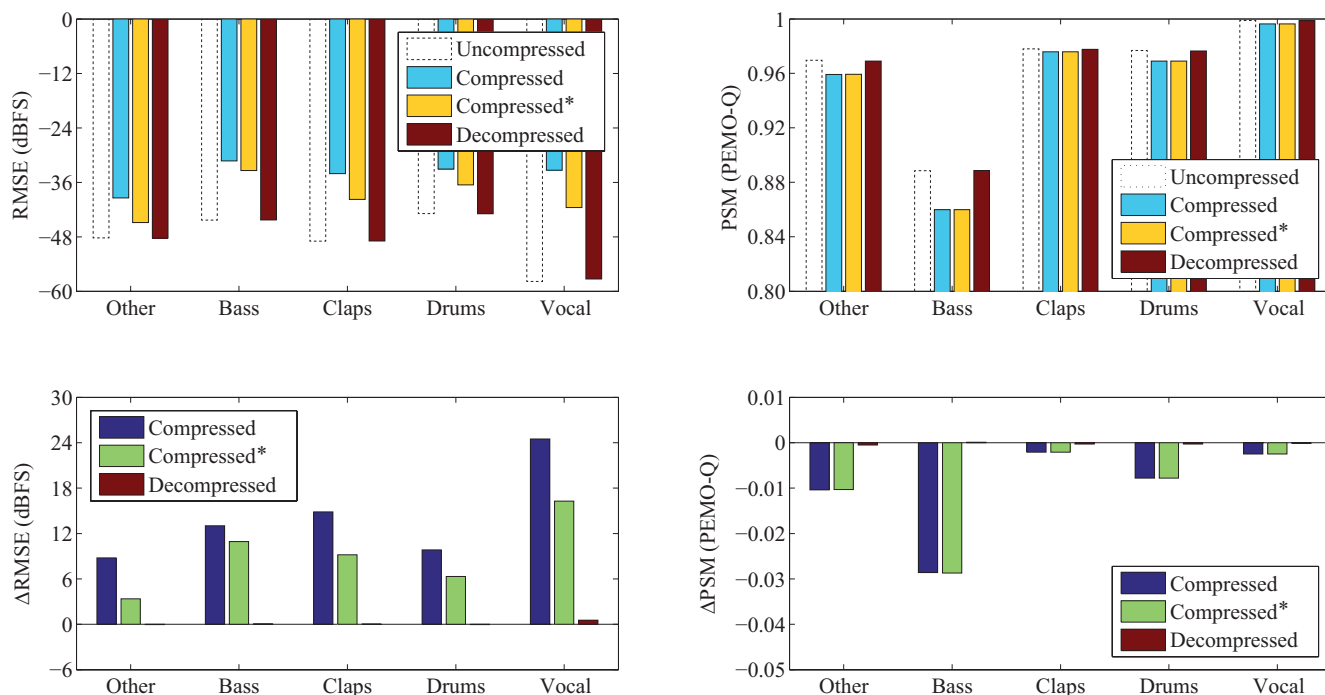 0
−12
−24
−36
−48
−60
RMSE (dBFS)
Uncompressed
Compressed
Compressed*
Decompressed
Other Bass Claps Drums Vocal
1
0.96
0.92
0.88
0.84
0.80
PSM (PEMO-Q)
Uncompressed
Compressed
Compressed*
Decompressed
Other Bass Claps Drums Vocal
30
24
18
12
6
0
−6
ΔRMSE (dBFS)
Compressed
Compressed*
Decompressed
Other Bass Claps Drums Vocal
0.01
0
−0.01
−0.02
−0.03
−0.04
−0.05
ΔPSM (PEMO-Q)
Compressed
Compressed*
Decompressed
Other Bass Claps Drums Vocal